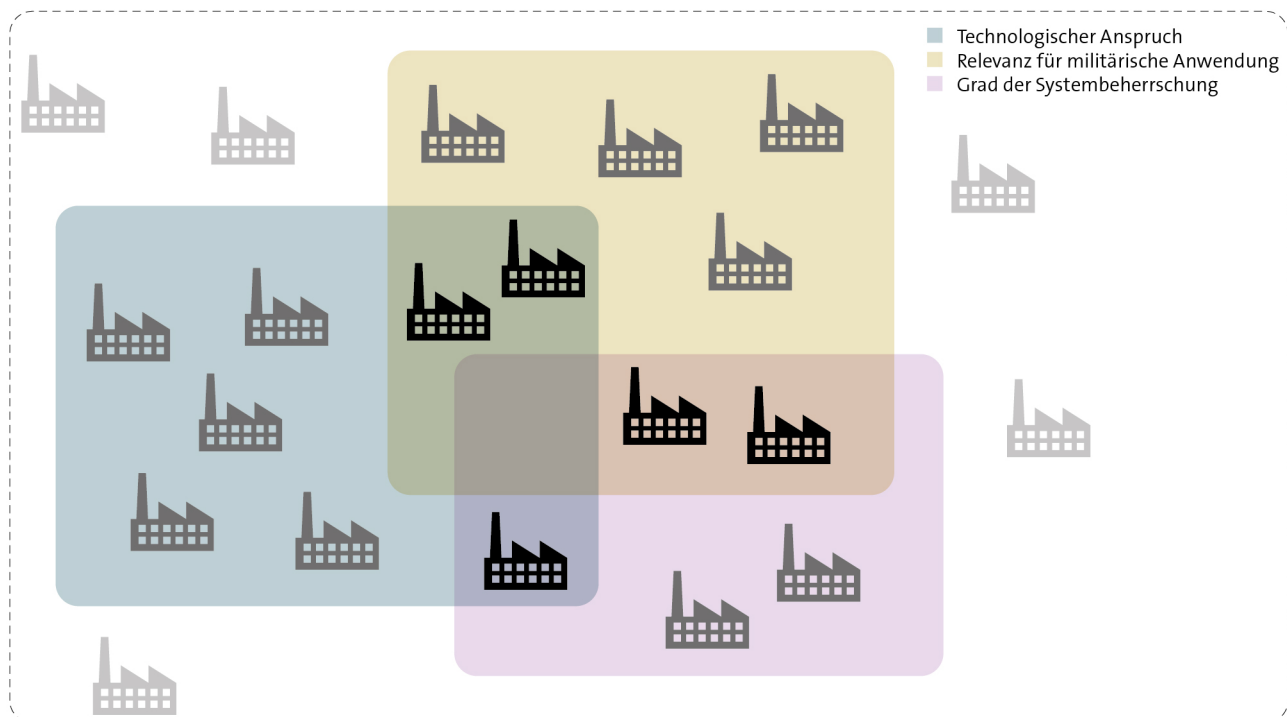 Technologischer Anspruch
Relevanz für militärische Anwendung
Grad der Systembeherrschung